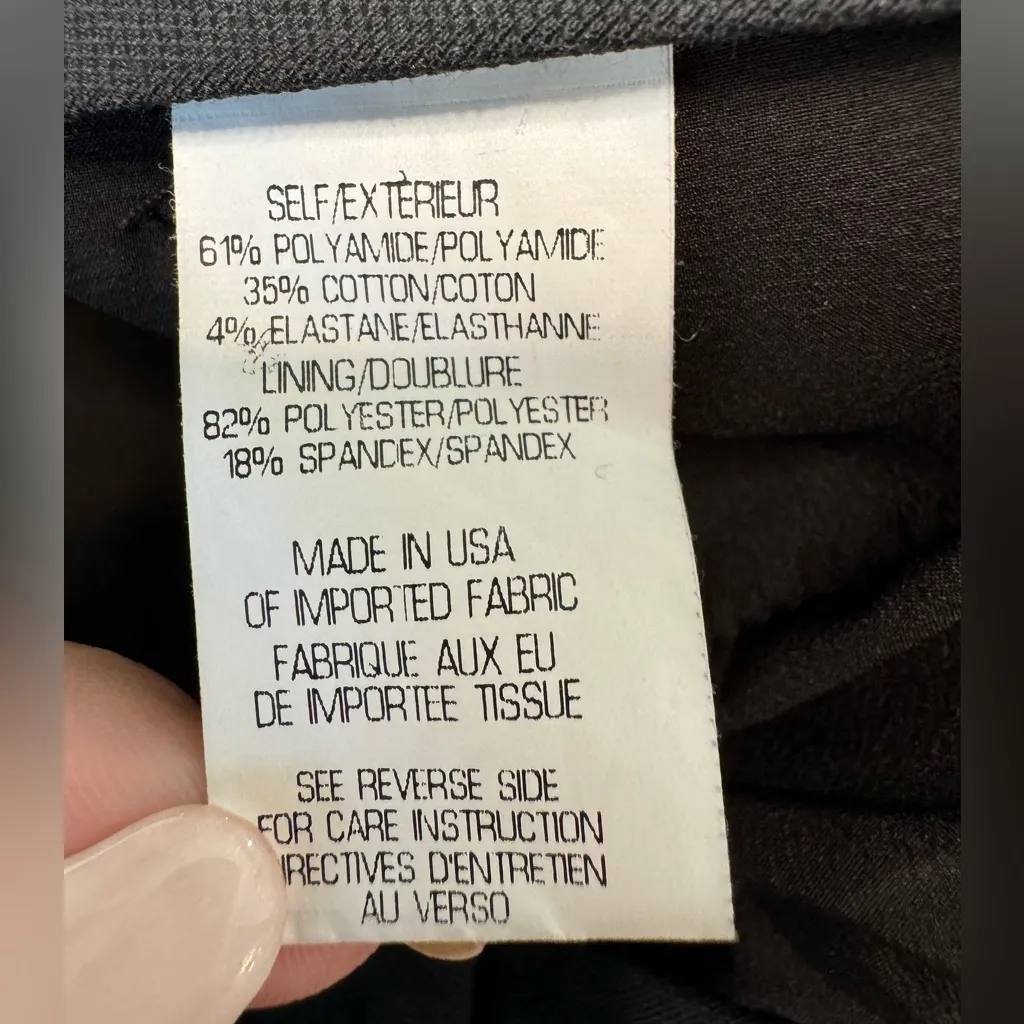 SELF/EXTÈRIEUR
61% POLYAMIDE/POLYAMIDE
35% COTTON/COTON
4% ELASTANE/ELASTHANNE
LINING/DOUBLURE
82% POLYESTER/POLYESTER
18% SPANDEX/SPANDEX
MADE IN USA
OF IMPORTED FABRIC
FABRIQUE AUX EU
DE IMPORTEE TISSUE
SEE REVERSE SIDE
FOR CARE INSTRUCTION
IRECTIVES D'ENTRETIEN
AU VERSO